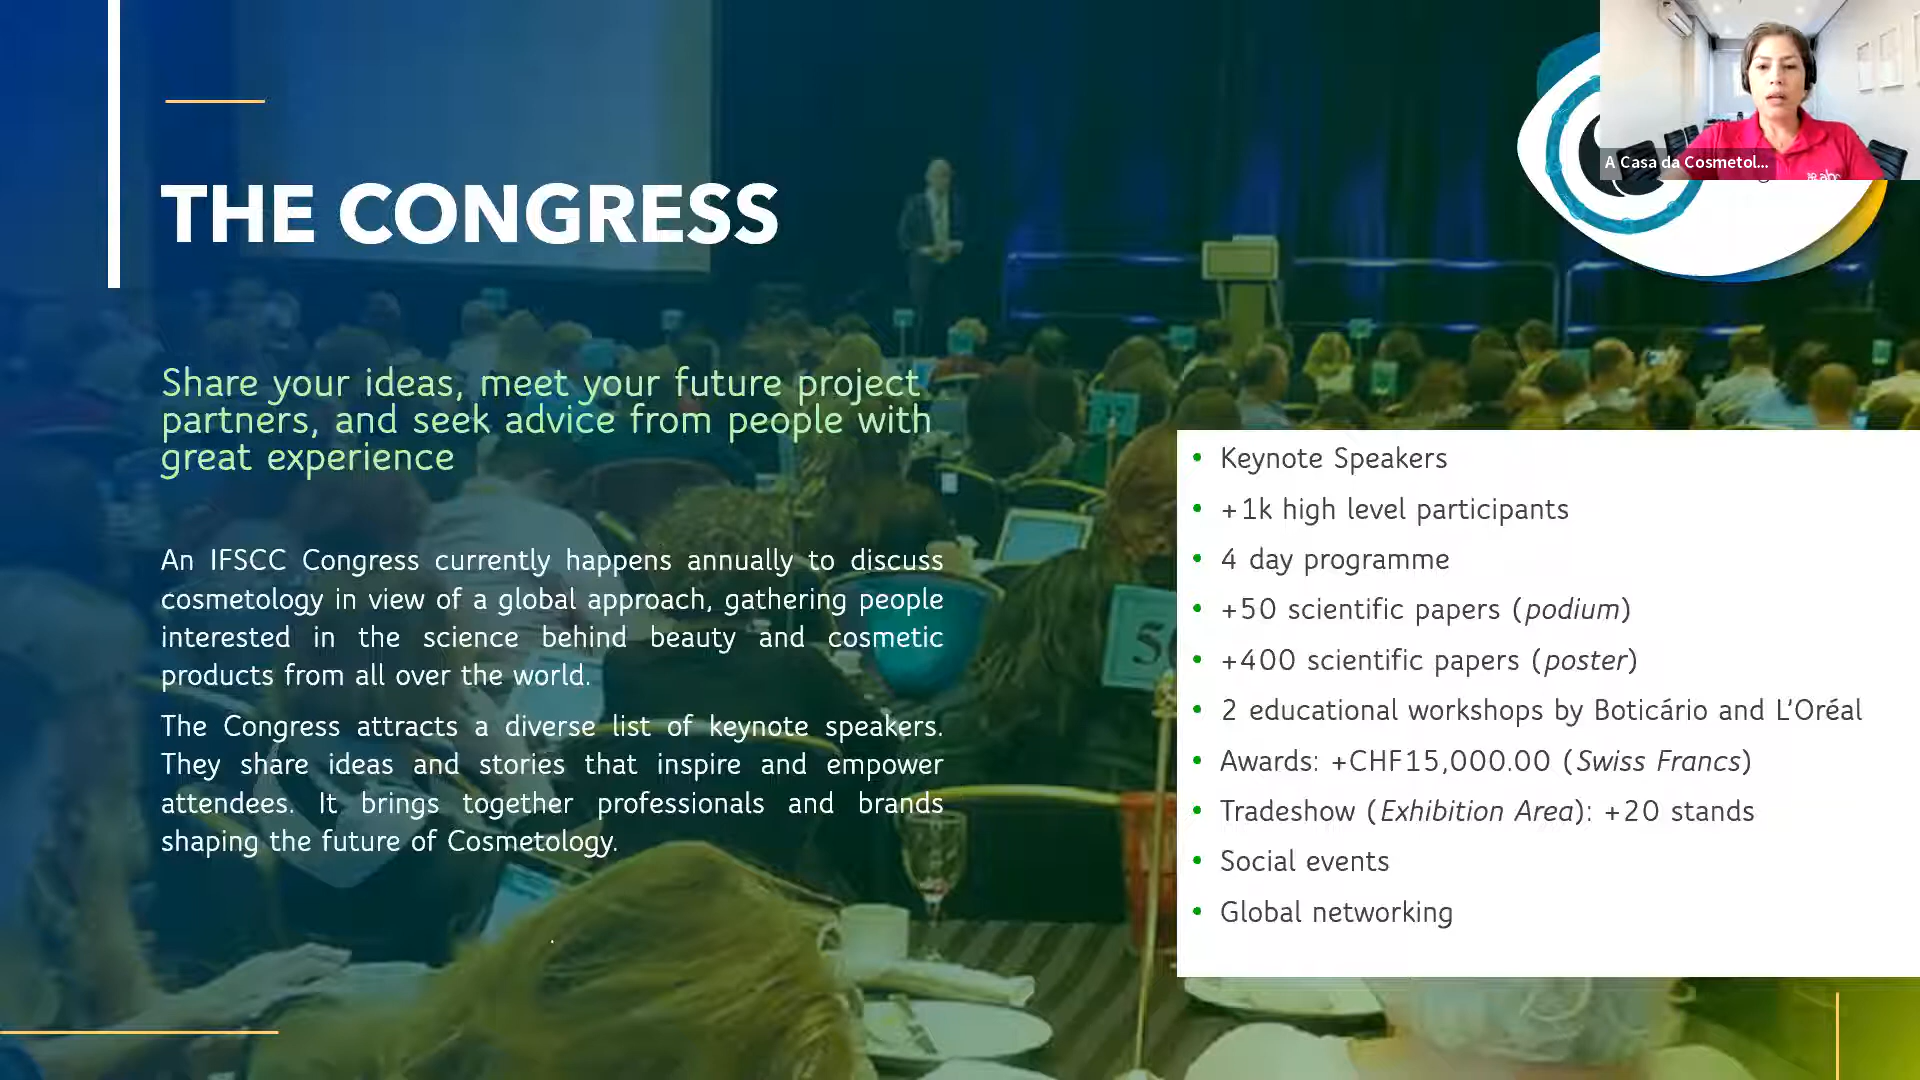 THE CONGRESS
Share your ideas, meet your future project
partners, and seek advice from people with
great experience
An IFSCC Congress currently happens annually to discuss
cosmetology in view of a global approach, gathering people
interested in the science behind beauty and cosmetic
products from all over the world.
The Congress attracts a diverse list of keynote speakers.
They share ideas and stories that inspire and empower
attendees. It brings together professionals and brands
shaping the future of Cosmetology.
• Keynote Speakers
• +1k high level participants
• 4 day programme
• +50 scientific papers (podium)
• +400 scientific papers (poster)
• 2 educational workshops by Boticário and L’Oréal
• Awards: +CHF15,000.00 (Swiss Francs)
• Tradeshow (Exhibition Area): +20 stands
• Social events
• Global networking
A Casa da Cosmetol...
abc